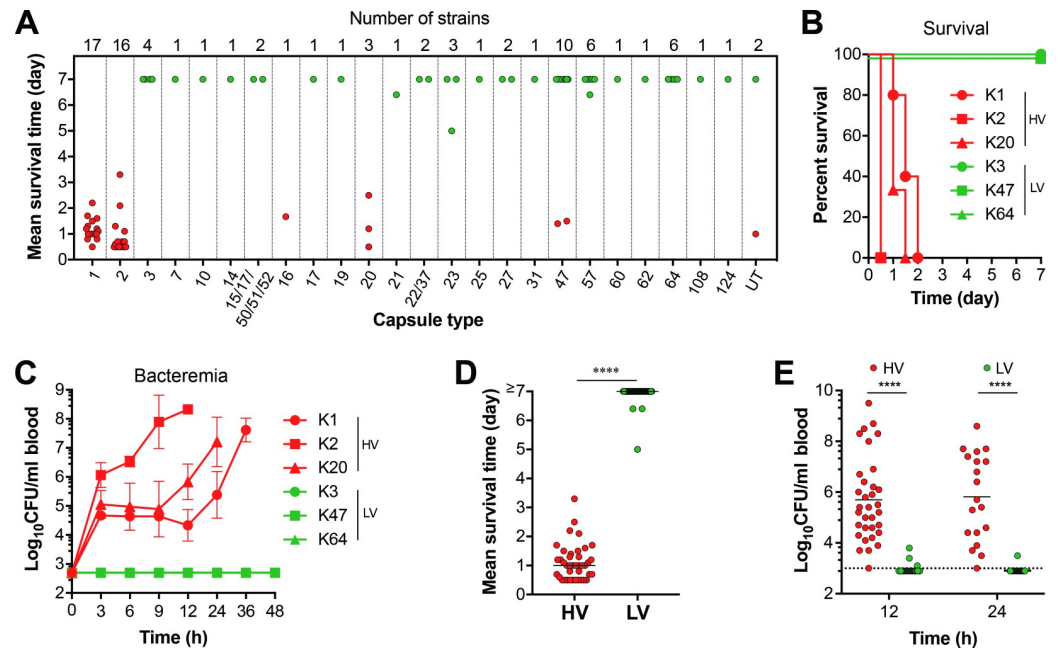 A
Number of strains
17 16 4 1 1 1 2 1 1 1 3 1 2 3 1 2 1 10 6 1 1 6 1 1 2
Mean survival time (day)
8
7
6
5
4
3
2
1
0
1 2 3 7 10 14 15/17/ 50/51/52 16 17 19 20 21 22/37 23 25 27 31 47 57 60 62 64 108 124 UT
Capsule type
B
Survival
Percent survival
100
80
60
40
20
0
0 1 2 3 4 5 6 7
Time (day)
K1
K2
K20
HV
K3
K47
K64
LV
C
Bacteremia
Log10CFU/ml blood
9
8
7
6
5
4
3
2
0 3 6 9 12 24 36 48
Time (h)
K1
K2
K20
HV
K3
K47
K64
LV
D
****
Mean survival time (day)
≥7
6
5
4
3
2
1
0
HV LV
E
HV LV
**** ****
Log10CFU/ml blood
10
8
6
4
2
12 24
Time (h)